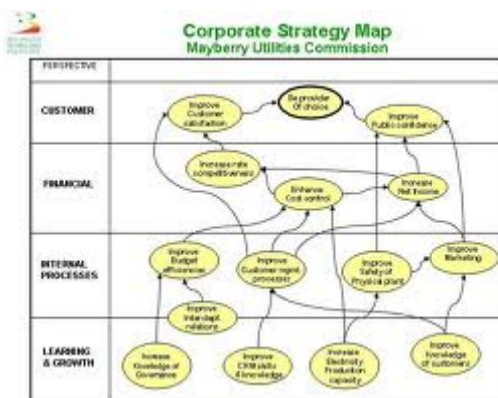 Corporate Strategy Map
Mayberry Utilities Commission
PERSPECTIVE
CUSTOMER
Improve
Customer
satisfaction
Be provider
Of choice
Improve
Public confidence
FINANCIAL
Increase rate
competitiveness
Enhance
Cost control
Increase
Net Income
INTERNAL
PROCESSES
Improve
Budget
efficiencies
Improve
Customer mgmt
processes
Improve
Safety of
Physical plant
Improve
Marketing
Improve
Inter-dept
relations
LEARNING
& GROWTH
Increase
Knowledge of
Governance
Improve
CRM skills
& knowledge
Increase
Electricity
Production
capacity
Improve
Knowledge
of customers